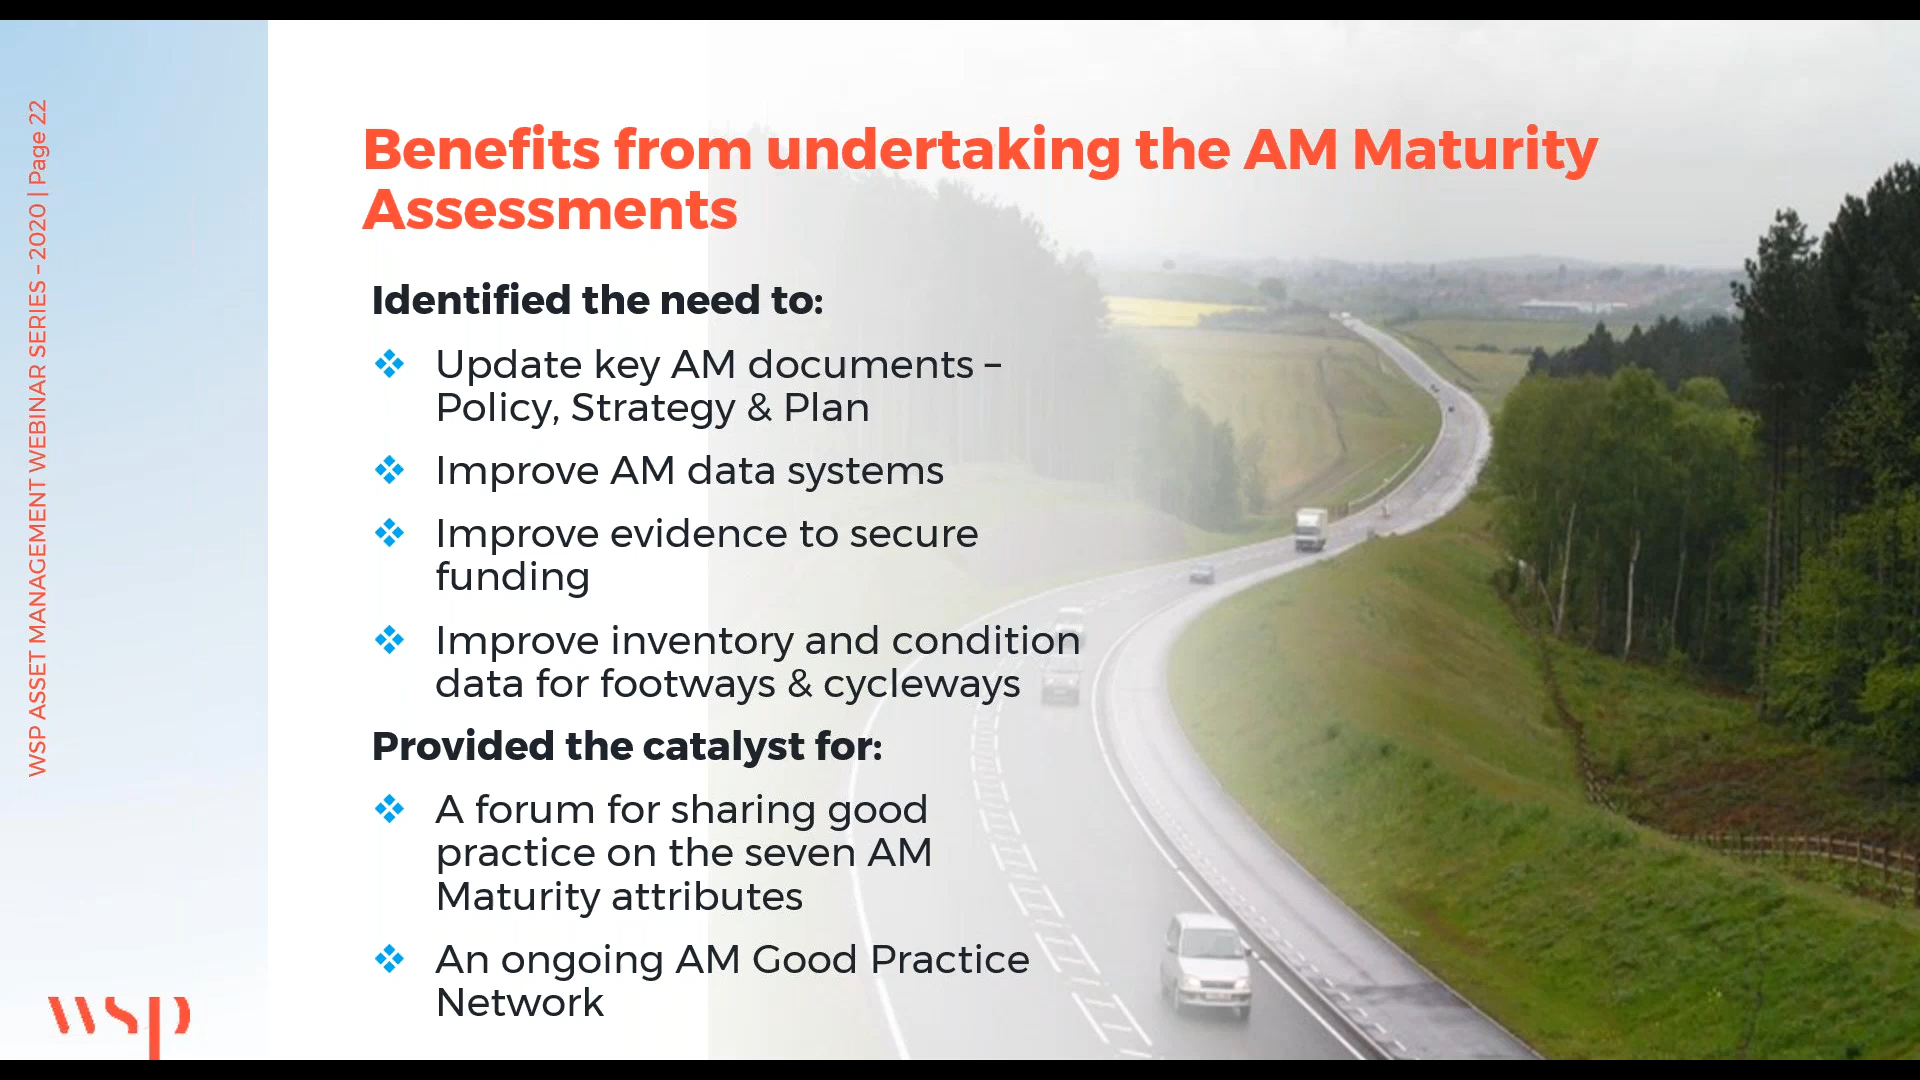 WSP ASSET MANAGEMENT WEBINAR SERIES – 2020 | Page 22
Benefits from undertaking the AM Maturity
Assessments
Identified the need to:
❖ Update key AM documents –
Policy, Strategy & Plan
❖ Improve AM data systems
❖ Improve evidence to secure
funding
❖ Improve inventory and condition
data for footways & cycleways
Provided the catalyst for:
❖ A forum for sharing good
practice on the seven AM
Maturity attributes
❖ An ongoing AM Good Practice
Network
wsp